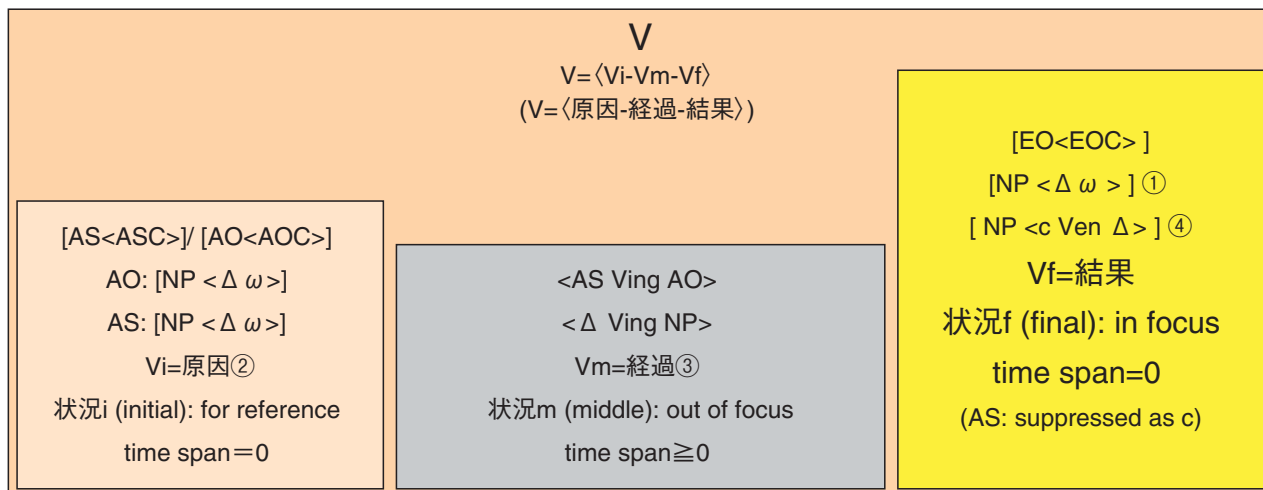 V
V=〈Vi-Vm-Vf〉
(V=〈原因-経過-結果〉)
[AS<ASC>]/ [AO<AOC>]
AO: [NP <Δ ω>]
AS: [NP <Δ ω>]
Vi=原因②
状況i (initial): for reference
time span＝0
<AS Ving AO>
<Δ Ving NP>
Vm=経過③
状況m (middle): out of focus
time span≧0
[EO<EOC> ]
[NP <Δ ω > ] ①
[ NP <c Ven Δ> ] ④
Vf=結果
状況f (final): in focus
time span=0
(AS: suppressed as c)